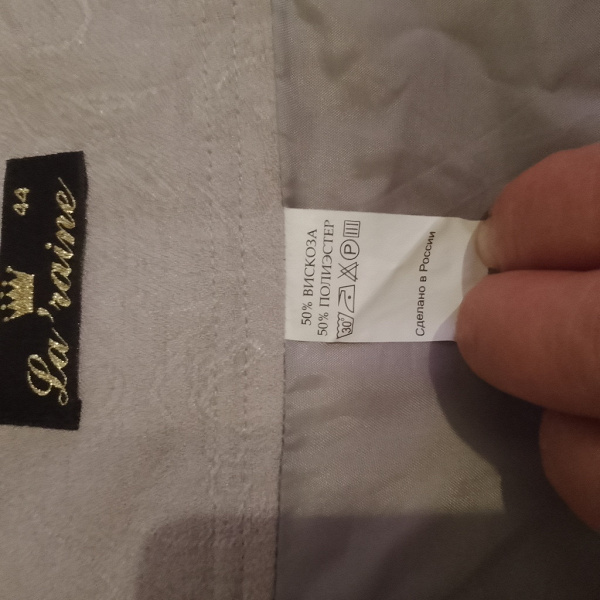 44
La'raine
50% ВИСКОЗА
50% ПОЛИЭСТЕР
30°
P
Сделано в России